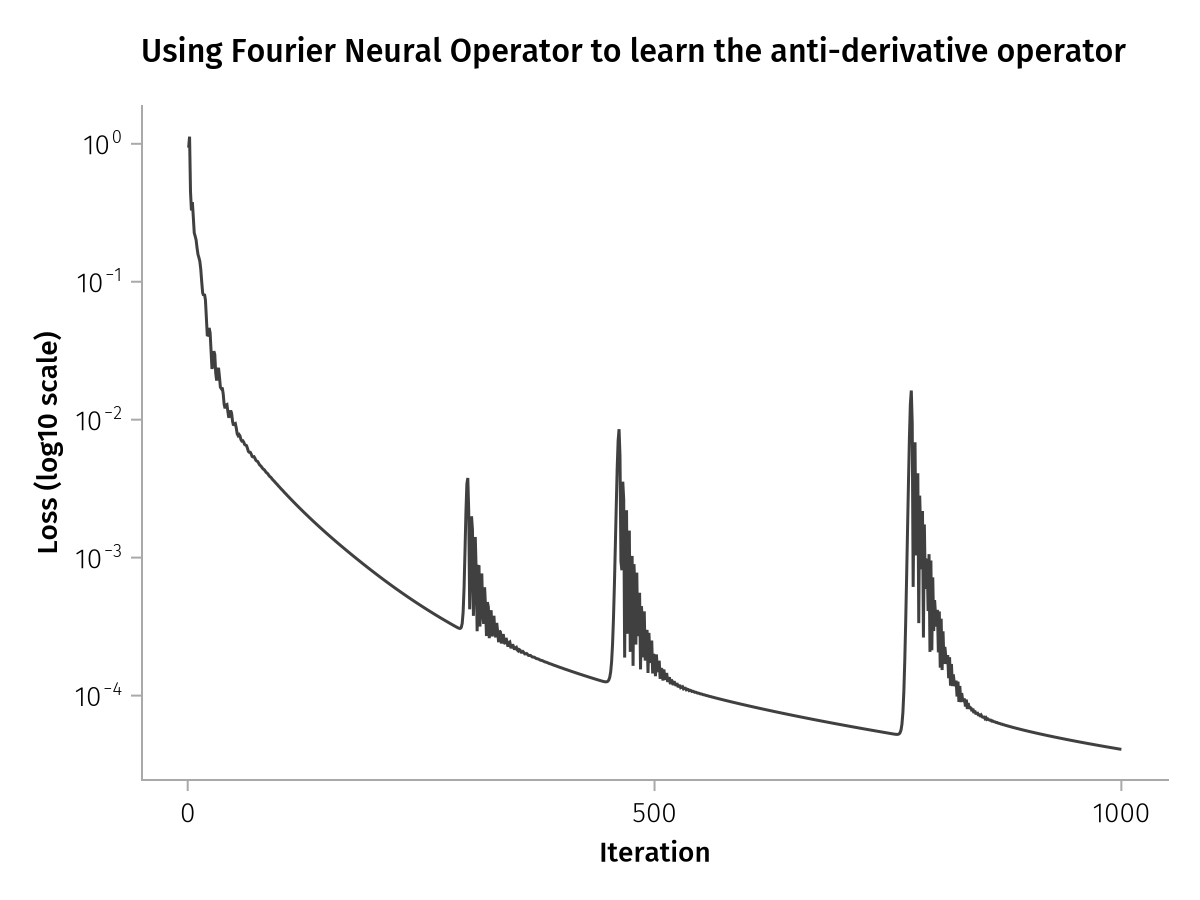 Using Fourier Neural Operator to learn the anti-derivative operator
Loss (log10 scale)
10⁰
10⁻¹
10⁻²
10⁻³
10⁻⁴
0
500
1000
Iteration